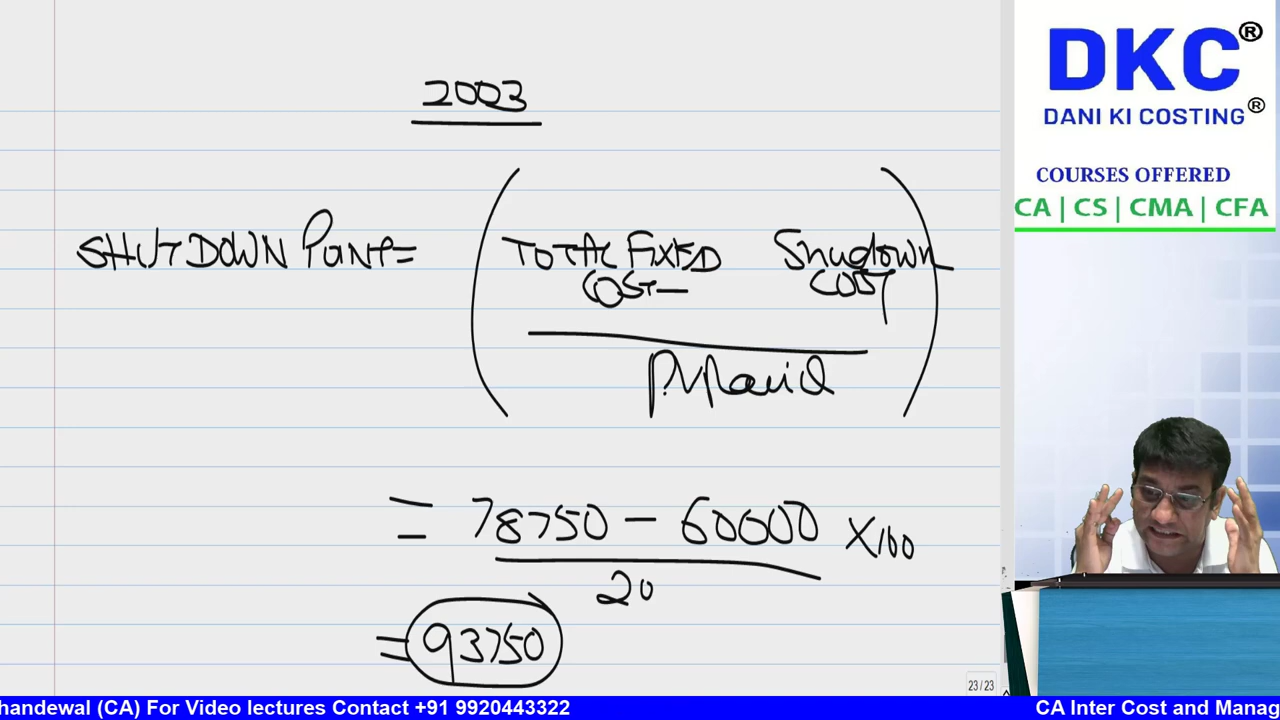 2003
SHUTDOWN Point =
TOTAL FIXED COST —
Shudown COST
P.V Ratio
= 78750 – 60000 X100
20
= 93750
23/23
DKC®
DANI KI COSTING®
COURSES OFFERED
CA | CS | CMA | CFA
handewal (CA) For Video lectures Contact +91 9920443322
CA Inter Cost and Manag